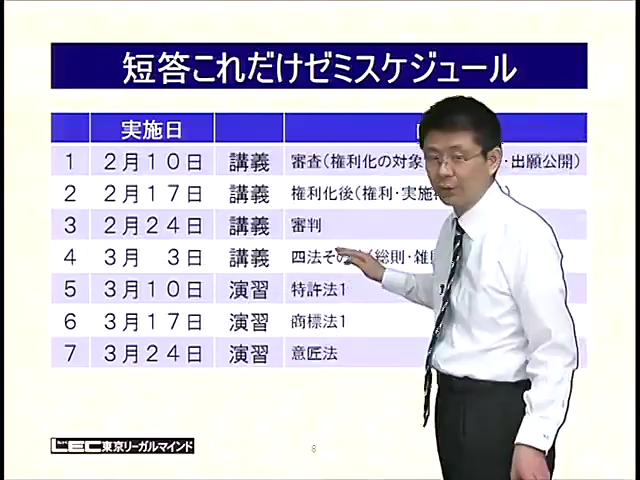 短答これだけゼミスケジュール
実施日
1 2月10日 講義 審査(権利化の対象 ・出願公開)
2 2月17日 講義 権利化後(権利・実施 )
3 2月24日 講義 審判
4 3月 3日 講義 四法その (総則・雑
5 3月10日 演習 特許法1
6 3月17日 演習 商標法1
7 3月24日 演習 意匠法
LEC東京リーガルマインド
8